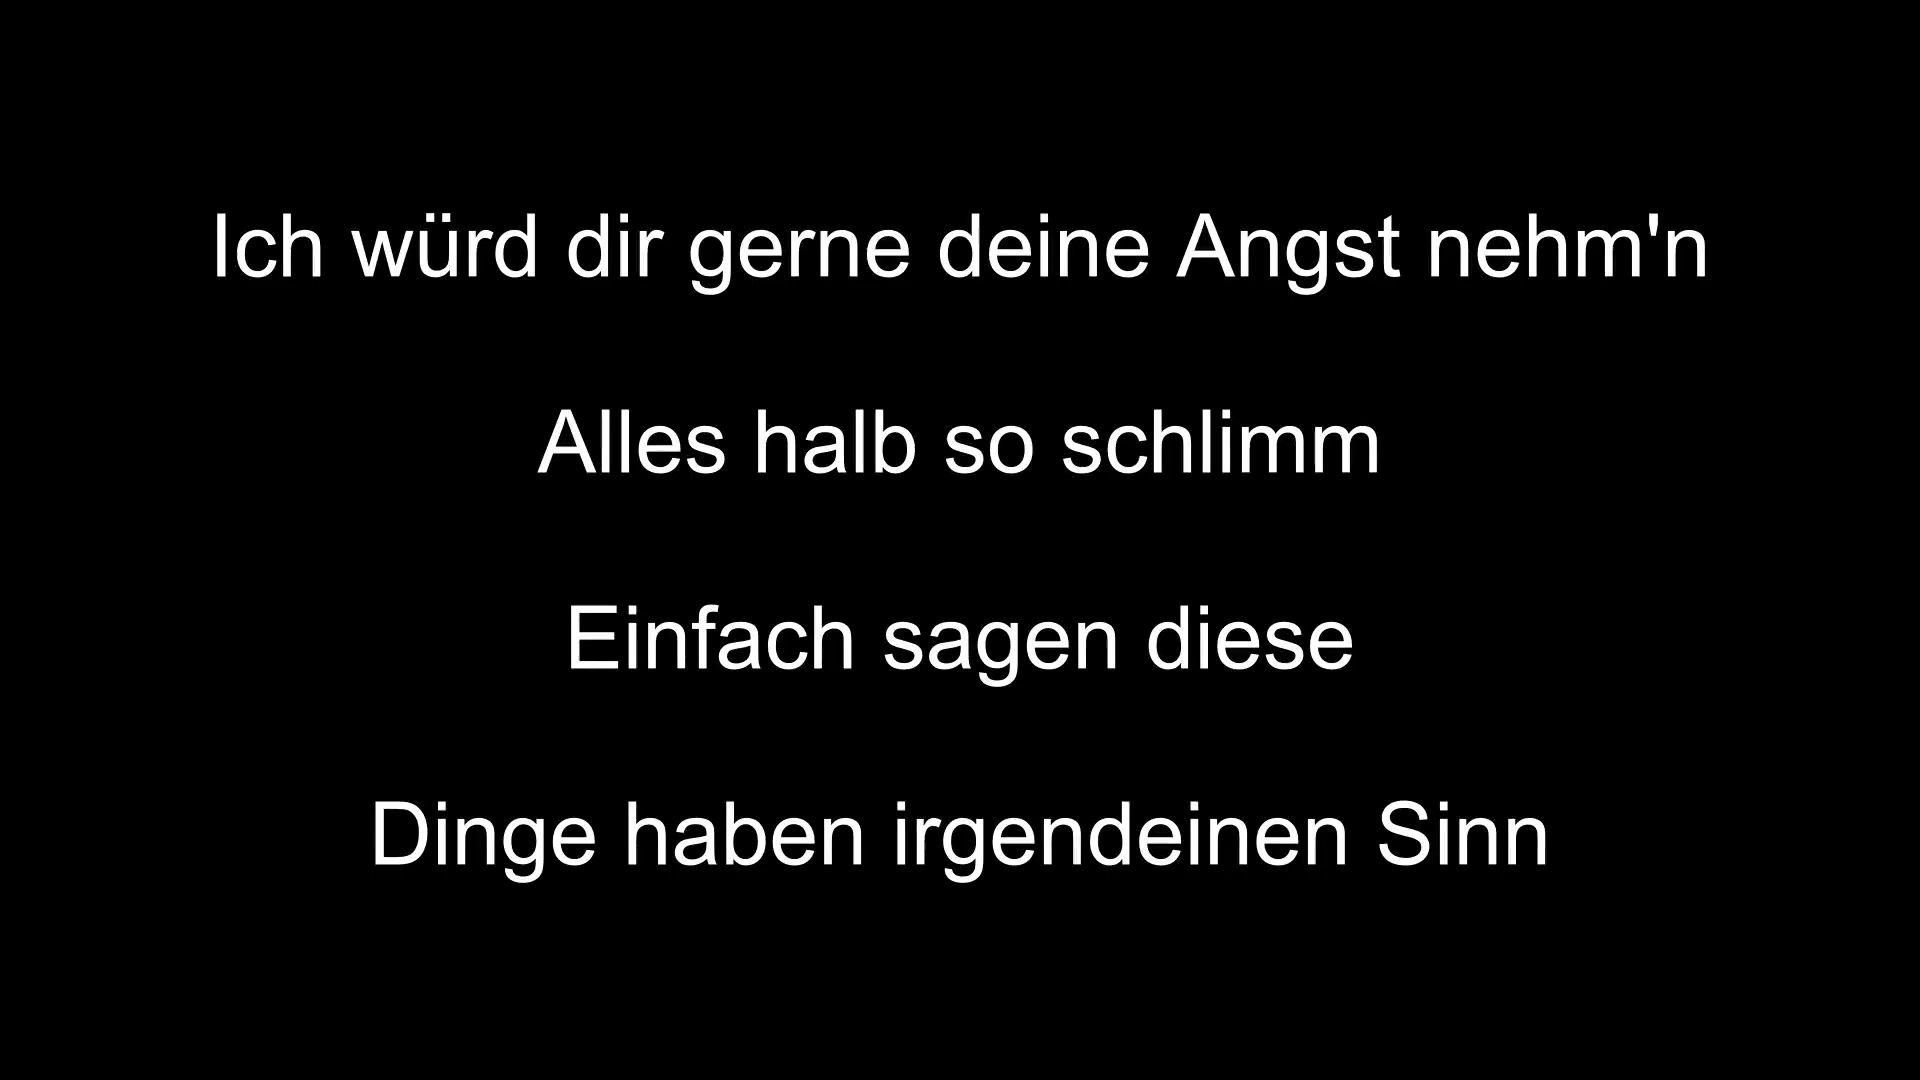 Ich würd dir gerne deine Angst nehm'n
Alles halb so schlimm
Einfach sagen diese
Dinge haben irgendeinen Sinn